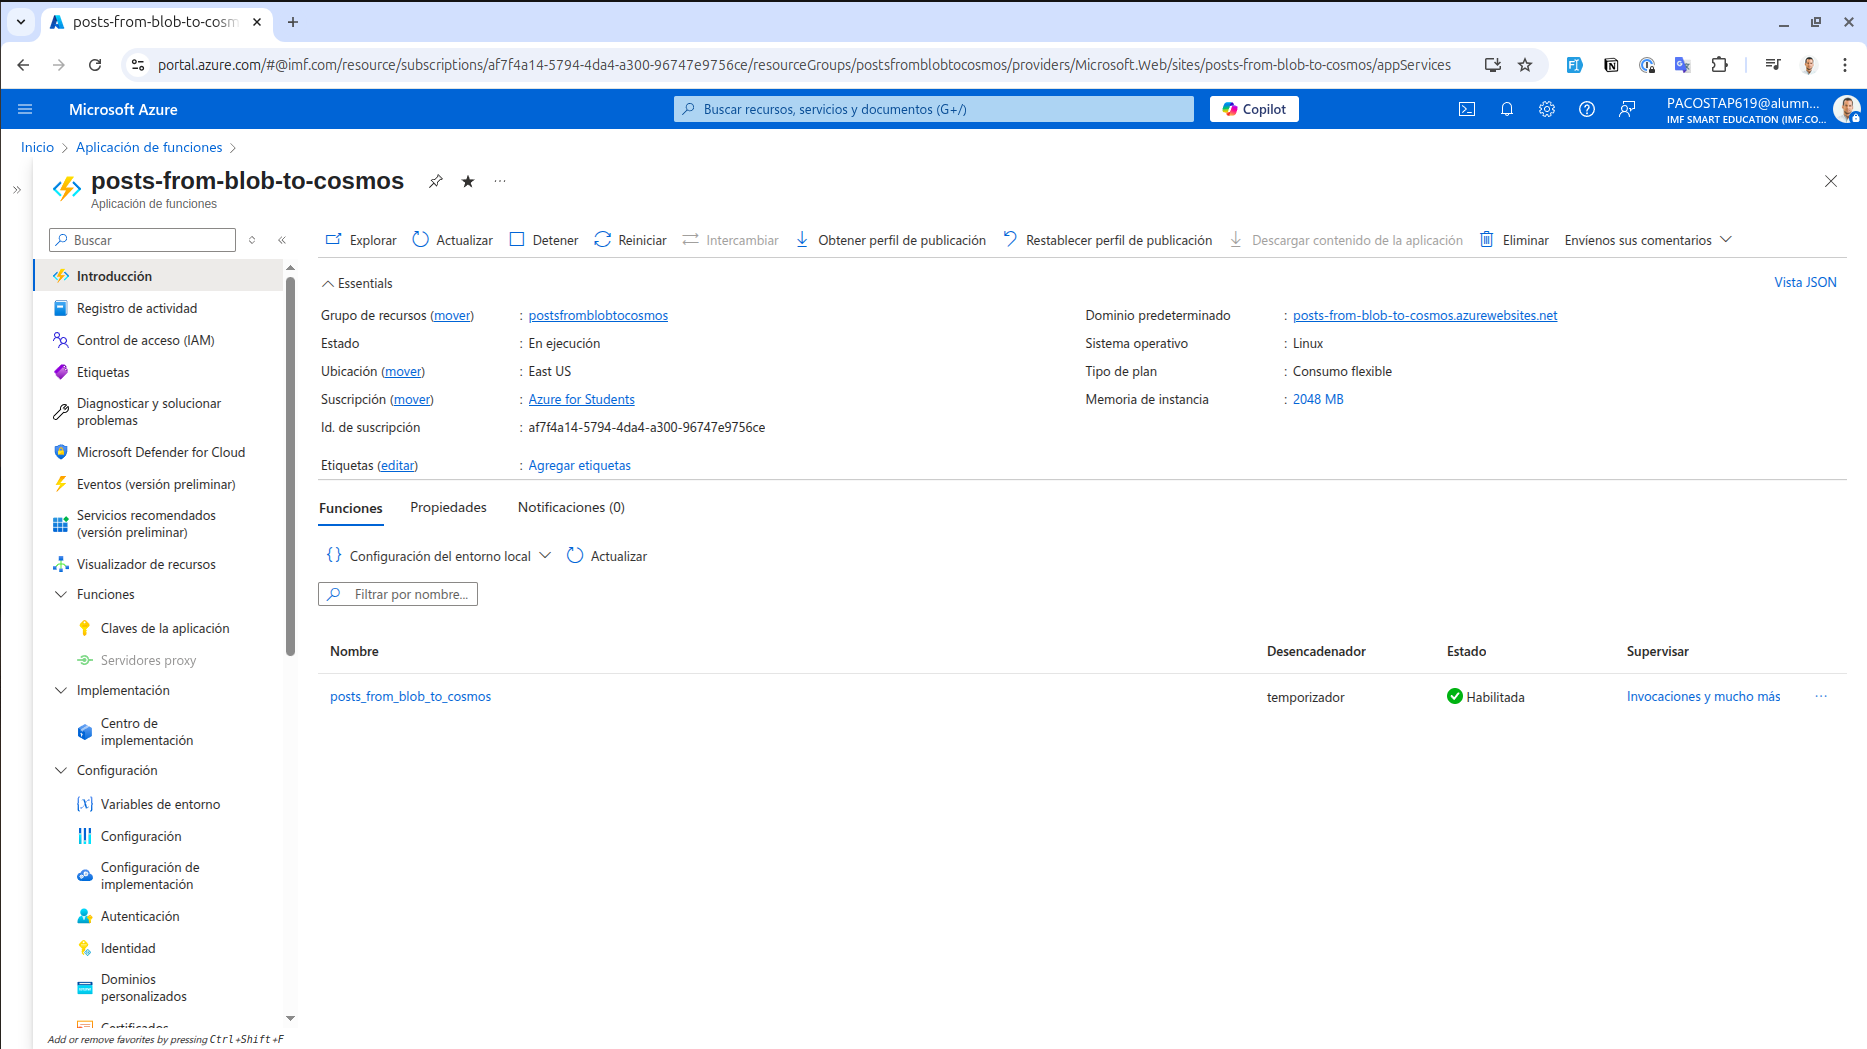 posts-from-blob-to-cosm
portal.azure.com/#@imf.com/resource/subscriptions/af7f4a14-5794-4da4-a300-96747e9756ce/resourceGroups/postsfromblobtocosmos/providers/Microsoft.Web/sites/posts-from-blob-to-cosmos/appServices
Microsoft Azure
Buscar recursos, servicios y documentos (G+/)
Copilot
PACOSTAP619@alumn...
IMF SMART EDUCATION (IMF.CO...
Inicio > Aplicación de funciones >
posts-from-blob-to-cosmos
Aplicación de funciones
Buscar
Introducción
Registro de actividad
Control de acceso (IAM)
Etiquetas
Diagnosticar y solucionar
problemas
Microsoft Defender for Cloud
Eventos (versión preliminar)
Servicios recomendados
(versión preliminar)
Visualizador de recursos
Funciones
Claves de la aplicación
Servidores proxy
Implementación
Centro de
implementación
Configuración
Variables de entorno
Configuración
Configuración de
implementación
Autenticación
Identidad
Dominios
personalizados
Certificados
Add or remove favorites by pressing Ctrl+Shift+F
Explorar Actualizar Detener Reiniciar Intercambiar Obtener perfil de publicación Restablecer perfil de publicación Descargar contenido de la aplicación Eliminar Envíenos sus comentarios
Essentials
Vista JSON
Grupo de recursos (mover) : postsfromblobtocosmos
Estado : En ejecución
Ubicación (mover) : East US
Suscripción (mover) : Azure for Students
Id. de suscripción : af7f4a14-5794-4da4-a300-96747e9756ce
Etiquetas (editar) : Agregar etiquetas
Dominio predeterminado : posts-from-blob-to-cosmos.azurewebsites.net
Sistema operativo : Linux
Tipo de plan : Consumo flexible
Memoria de instancia : 2048 MB
Funciones Propiedades Notificaciones (0)
Configuración del entorno local Actualizar
Filtrar por nombre...
Nombre Desencadenador Estado Supervisar
posts_from_blob_to_cosmos temporizador Habilitada Invocaciones y mucho más ...